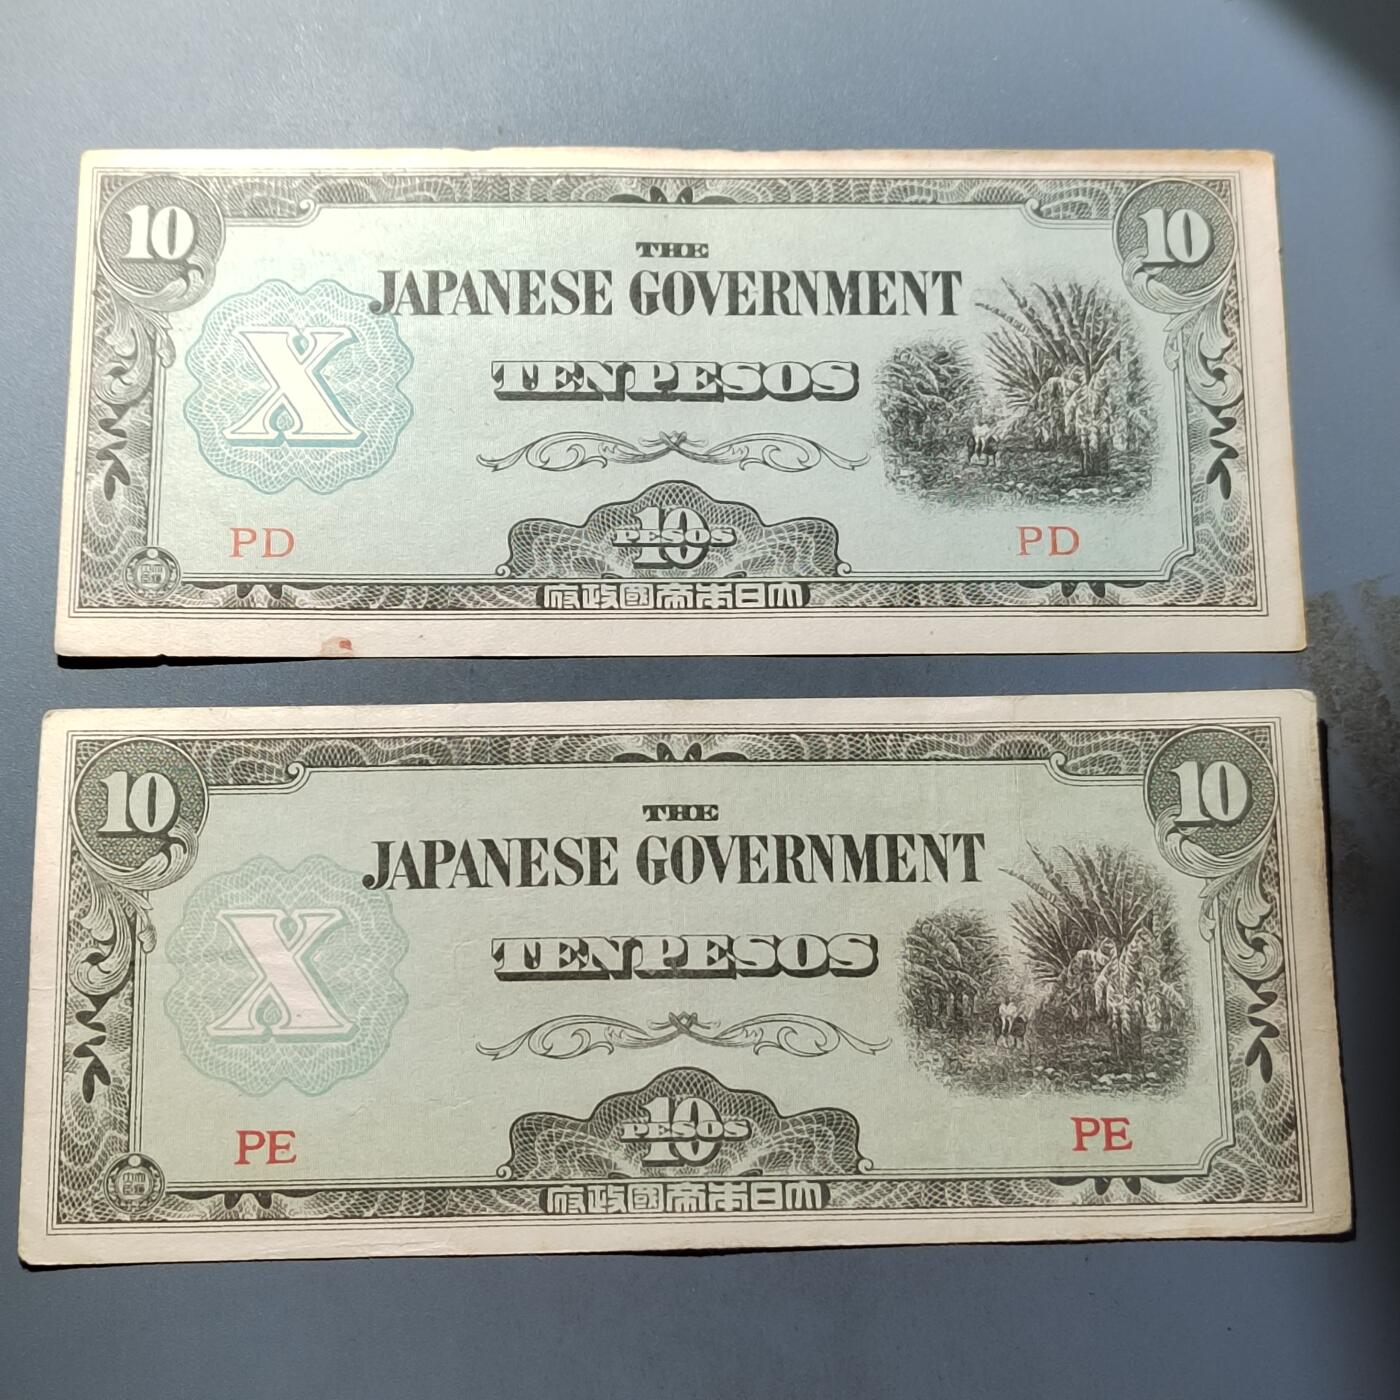 10
10
THE
JAPANESE GOVERNMENT
X
TEN PESOS
10
PESOS
PD
PD
府政國帝本日大
10
10
THE
JAPANESE GOVERNMENT
X
TEN PESOS
10
PESOS
PE
PE
府政國帝本日大